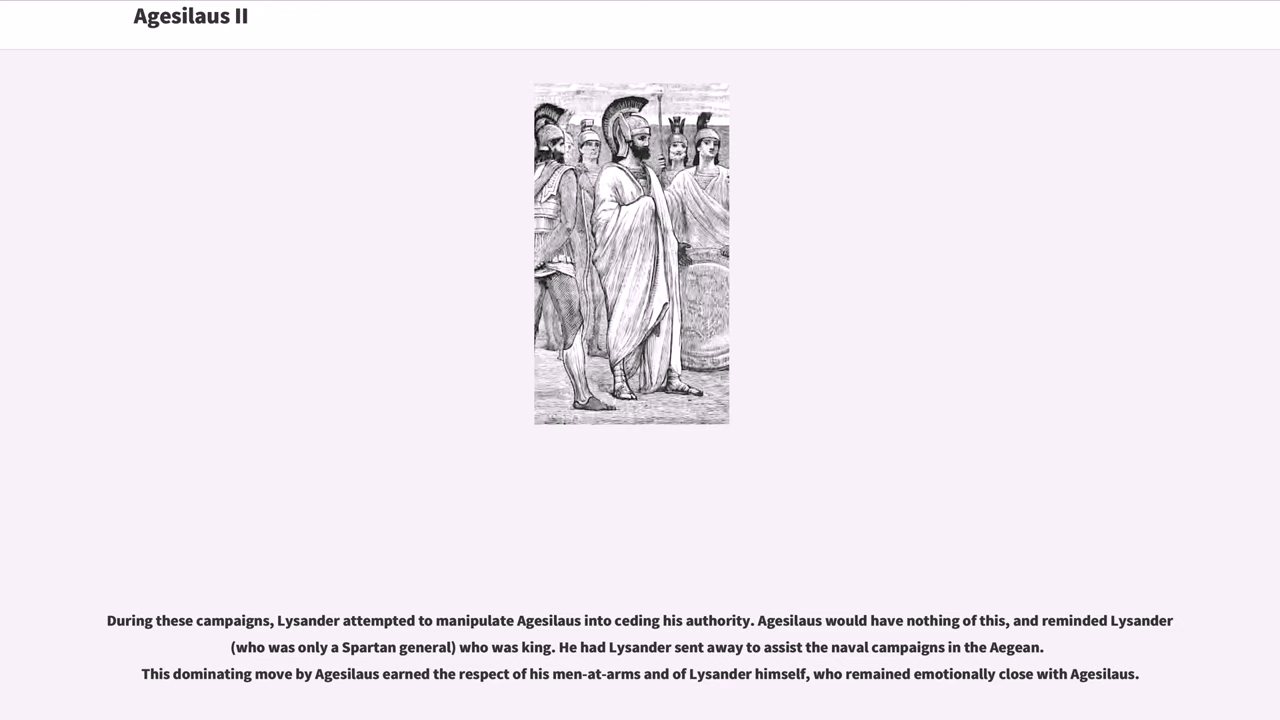 Agesilaus II
During these campaigns, Lysander attempted to manipulate Agesilaus into ceding his authority. Agesilaus would have nothing of this, and reminded Lysander
(who was only a Spartan general) who was king. He had Lysander sent away to assist the naval campaigns in the Aegean.
This dominating move by Agesilaus earned the respect of his men-at-arms and of Lysander himself, who remained emotionally close with Agesilaus.